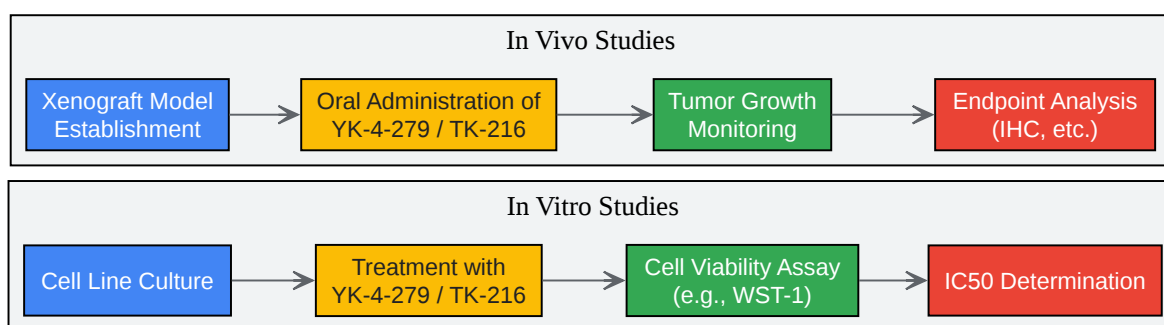 In Vivo Studies
Xenograft Model
Establishment
Oral Administration of
YK-4-279 / TK-216
Tumor Growth
Monitoring
Endpoint Analysis
(IHC, etc.)
In Vitro Studies
Cell Line Culture
Treatment with
YK-4-279 / TK-216
Cell Viability Assay
(e.g., WST-1)
IC50 Determination